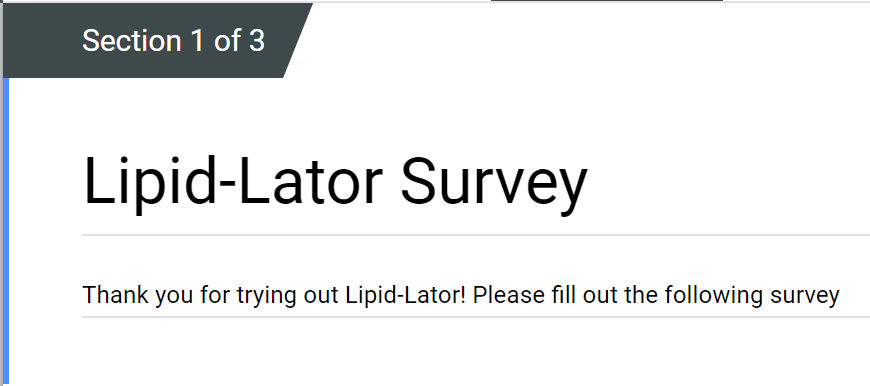 Section 1 of 3
Lipid-Lator Survey
Thank you for trying out Lipid-Lator! Please fill out the following survey